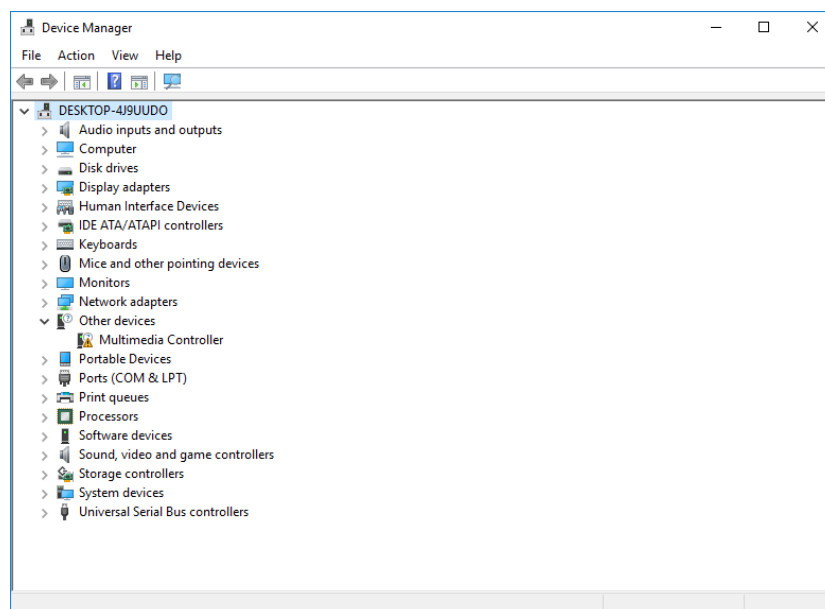 Device Manager
File Action View Help
DESKTOP-4J9UUDO
Audio inputs and outputs
Computer
Disk drives
Display adapters
Human Interface Devices
IDE ATA/ATAPI controllers
Keyboards
Mice and other pointing devices
Monitors
Network adapters
Other devices
Multimedia Controller
Portable Devices
Ports (COM & LPT)
Print queues
Processors
Software devices
Sound, video and game controllers
Storage controllers
System devices
Universal Serial Bus controllers